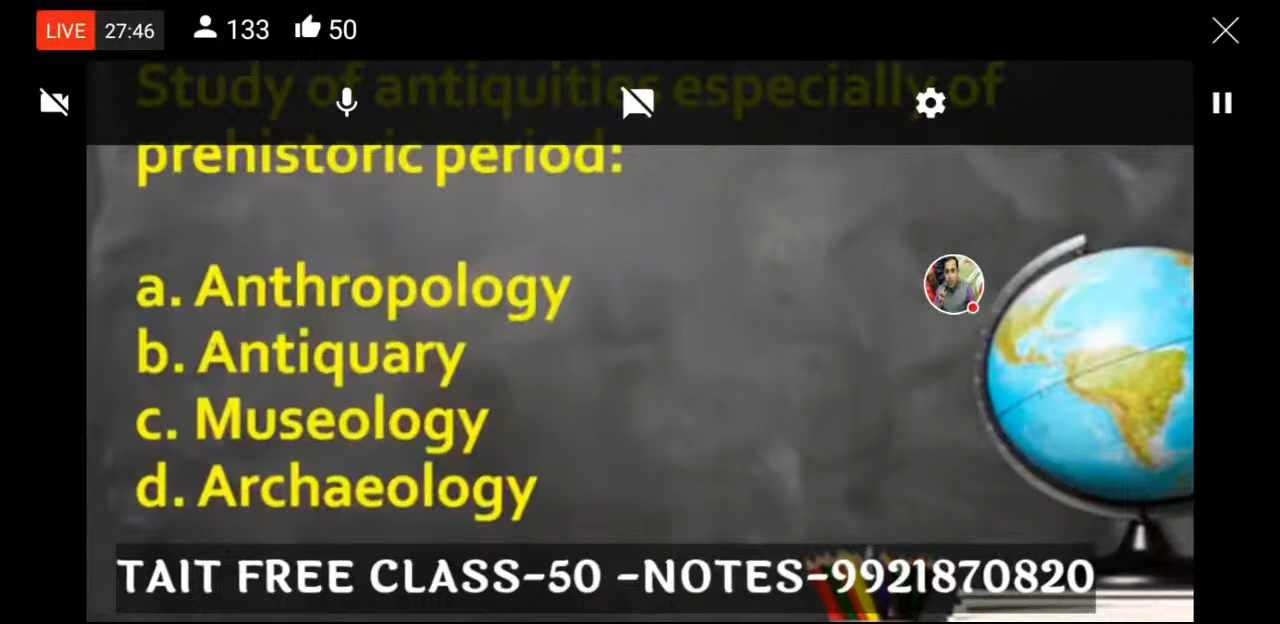 LIVE 27:46 133 50
Study of antiquities especially of
prehistoric period:
a. Anthropology
b. Antiquary
c. Museology
d. Archaeology
TAIT FREE CLASS-50 -NOTES-9921870820